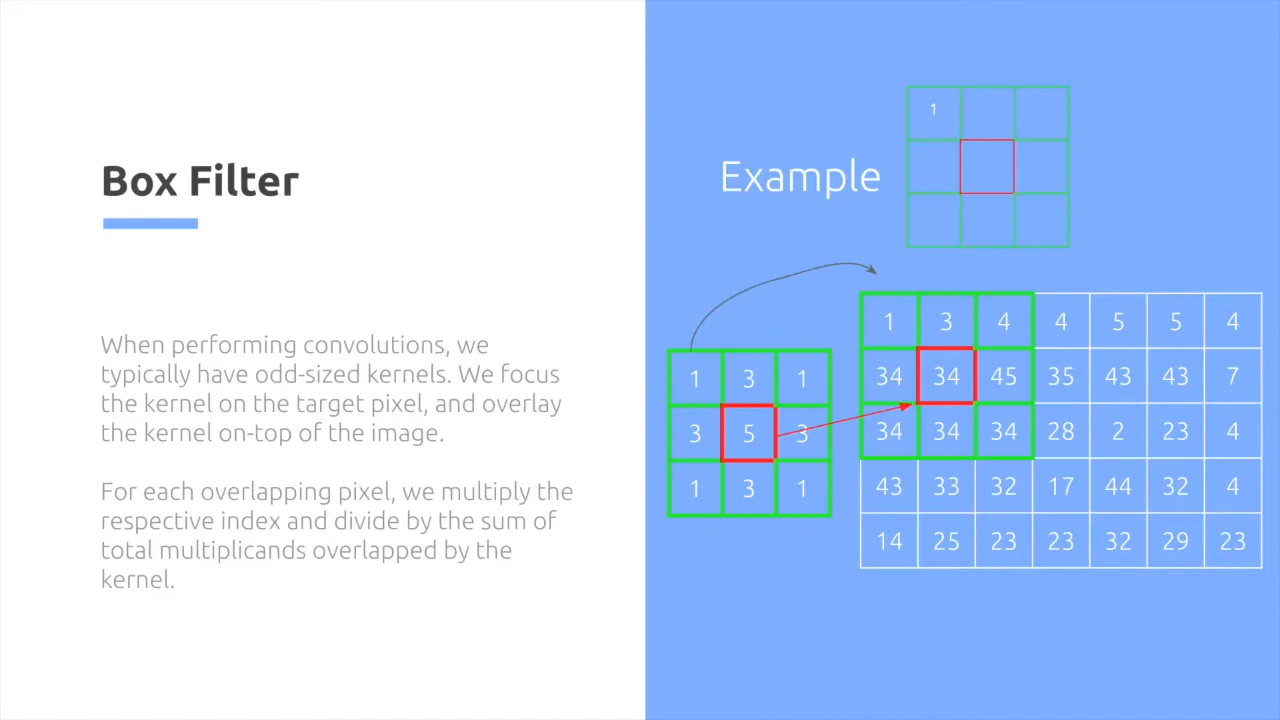 Box Filter
When performing convolutions, we
typically have odd-sized kernels. We focus
the kernel on the target pixel, and overlay
the kernel on-top of the image.
For each overlapping pixel, we multiply the
respective index and divide by the sum of
total multiplicands overlapped by the
kernel.
1
Example
1 3 1
3 5 3
1 3 1
1 3 4 4 5 5 4
34 34 45 35 43 43 7
34 34 34 28 2 23 4
43 33 32 17 44 32 4
14 25 23 23 32 29 23